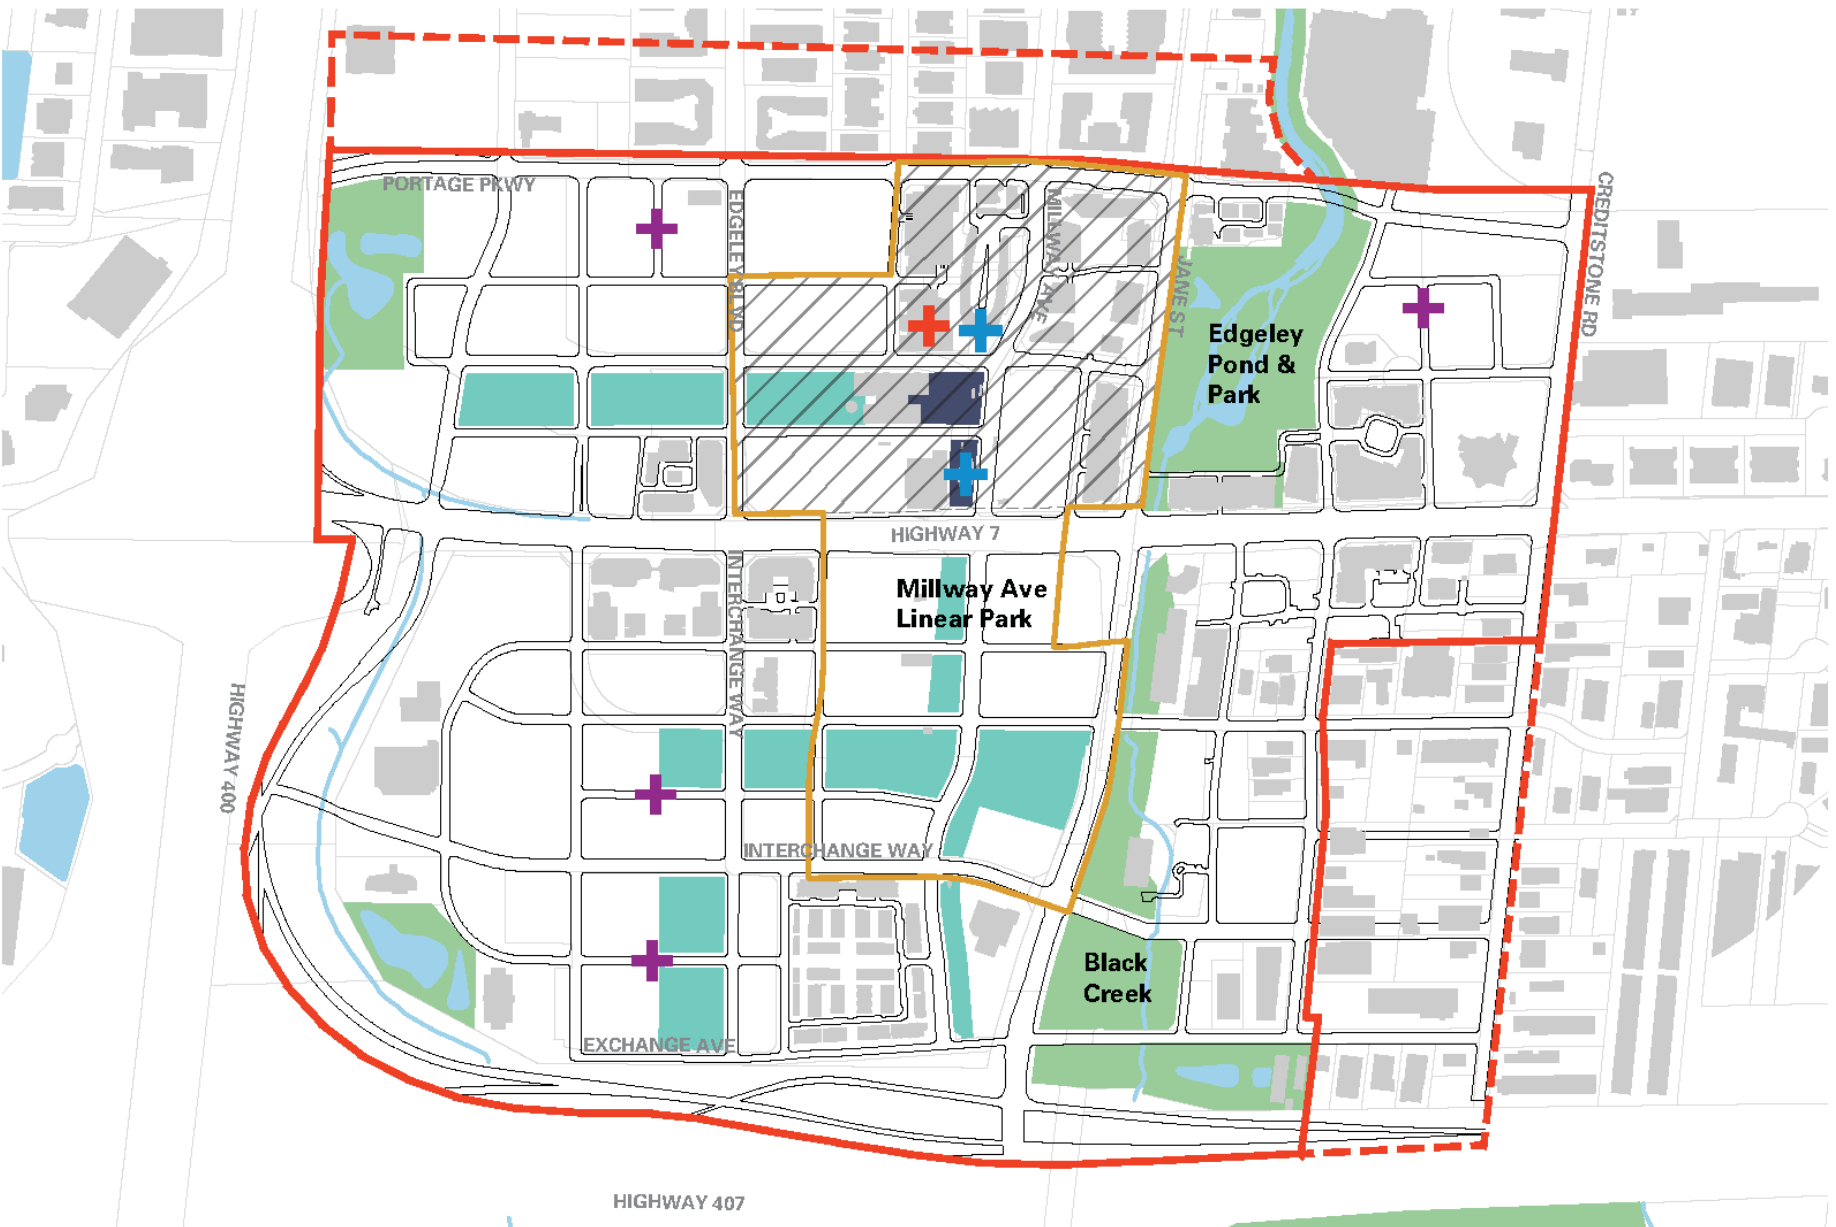 PORTAGE PKWY
EDGELEY BLVD
MILLWAY AVE
JANE ST
CREDITSTONE RD
Edgeley
Pond &
Park
HIGHWAY 7
Millway Ave
Linear Park
INTERCHANGE WAY
HIGHWAY 400
INTERCHANGE WAY
Black
Creek
EXCHANGE AVE
HIGHWAY 407